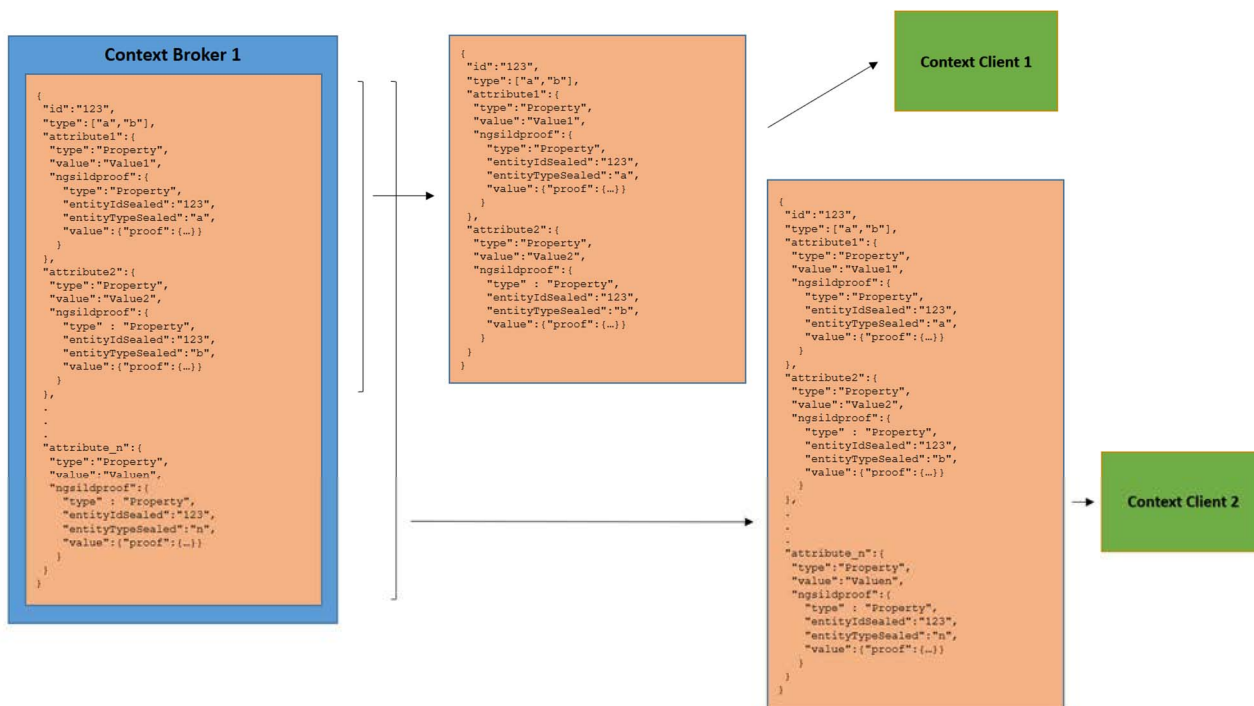 Context Broker 1
{
"id":"123",
"type":["a","b"],
"attribute1":{
"type":"Property",
"value":"Value1",
"ngsildproof":{
"type":"Property",
"entityIdSealed":"123",
"entityTypeSealed":"a",
"value":{"proof":{…}}
}
},
"attribute2":{
"type":"Property",
"value":"Value2",
"ngsildproof":{
"type" : "Property",
"entityIdSealed":"123",
"entityTypeSealed":"b",
"value":{"proof":{…}}
}
},
.
.
.
"attribute_n":{
"type":"Property",
"value":"Valuen",
"ngsildproof":{
"type" : "Property",
"entityIdSealed":"123",
"entityTypeSealed":"n",
"value":{"proof":{…}}
}
}
}
{
"id":"123",
"type":["a","b"],
"attribute1":{
"type":"Property",
"value":"Value1",
"ngsildproof":{
"type":"Property",
"entityIdSealed":"123",
"entityTypeSealed":"a",
"value":{"proof":{…}}
}
},
"attribute2":{
"type":"Property",
"value":"Value2",
"ngsildproof":{
"type" : "Property",
"entityIdSealed":"123",
"entityTypeSealed":"b",
"value":{"proof":{…}}
}
}
}
Context Client 1
{
"id":"123",
"type":["a","b"],
"attribute1":{
"type":"Property",
"value":"Value1",
"ngsildproof":{
"type":"Property",
"entityIdSealed":"123",
"entityTypeSealed":"a",
"value":{"proof":{…}}
}
},
"attribute2":{
"type":"Property",
"value":"Value2",
"ngsildproof":{
"type" : "Property",
"entityIdSealed":"123",
"entityTypeSealed":"b",
"value":{"proof":{…}}
}
},
.
.
.
"attribute_n":{
"type":"Property",
"value":"Valuen",
"ngsildproof":{
"type" : "Property",
"entityIdSealed":"123",
"entityTypeSealed":"n",
"value":{"proof":{…}}
}
}
}
Context Client 2